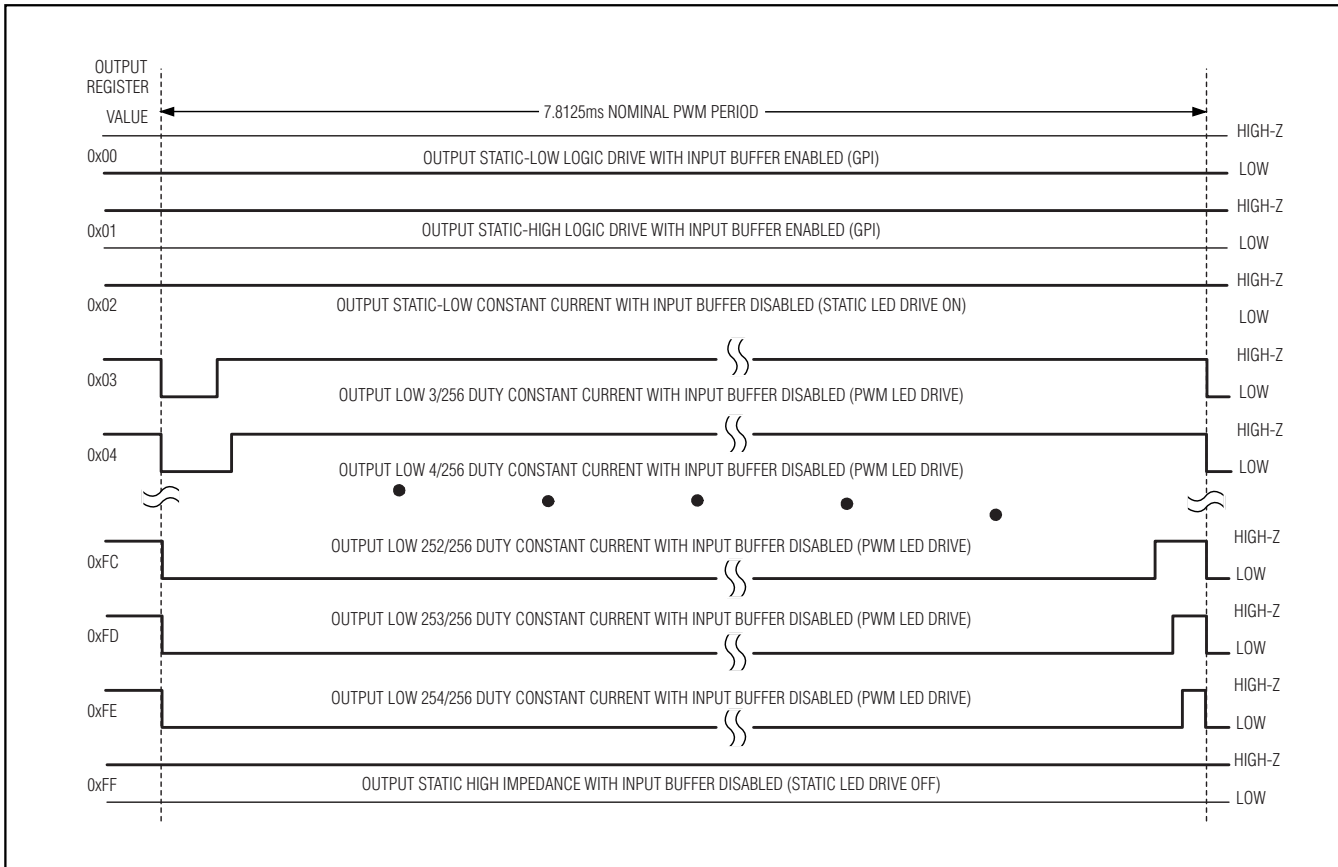 OUTPUT
REGISTER
VALUE
7.8125ms NOMINAL PWM PERIOD
HIGH-Z
0x00
OUTPUT STATIC-LOW LOGIC DRIVE WITH INPUT BUFFER ENABLED (GPI)
LOW
HIGH-Z
0x01
OUTPUT STATIC-HIGH LOGIC DRIVE WITH INPUT BUFFER ENABLED (GPI)
LOW
HIGH-Z
0x02
OUTPUT STATIC-LOW CONSTANT CURRENT WITH INPUT BUFFER DISABLED (STATIC LED DRIVE ON)
LOW
HIGH-Z
0x03
OUTPUT LOW 3/256 DUTY CONSTANT CURRENT WITH INPUT BUFFER DISABLED (PWM LED DRIVE)
LOW
HIGH-Z
0x04
OUTPUT LOW 4/256 DUTY CONSTANT CURRENT WITH INPUT BUFFER DISABLED (PWM LED DRIVE)
LOW
HIGH-Z
0xFC
OUTPUT LOW 252/256 DUTY CONSTANT CURRENT WITH INPUT BUFFER DISABLED (PWM LED DRIVE)
LOW
HIGH-Z
0xFD
OUTPUT LOW 253/256 DUTY CONSTANT CURRENT WITH INPUT BUFFER DISABLED (PWM LED DRIVE)
LOW
HIGH-Z
0xFE
OUTPUT LOW 254/256 DUTY CONSTANT CURRENT WITH INPUT BUFFER DISABLED (PWM LED DRIVE)
LOW
HIGH-Z
0xFF
OUTPUT STATIC HIGH IMPEDANCE WITH INPUT BUFFER DISABLED (STATIC LED DRIVE OFF)
LOW